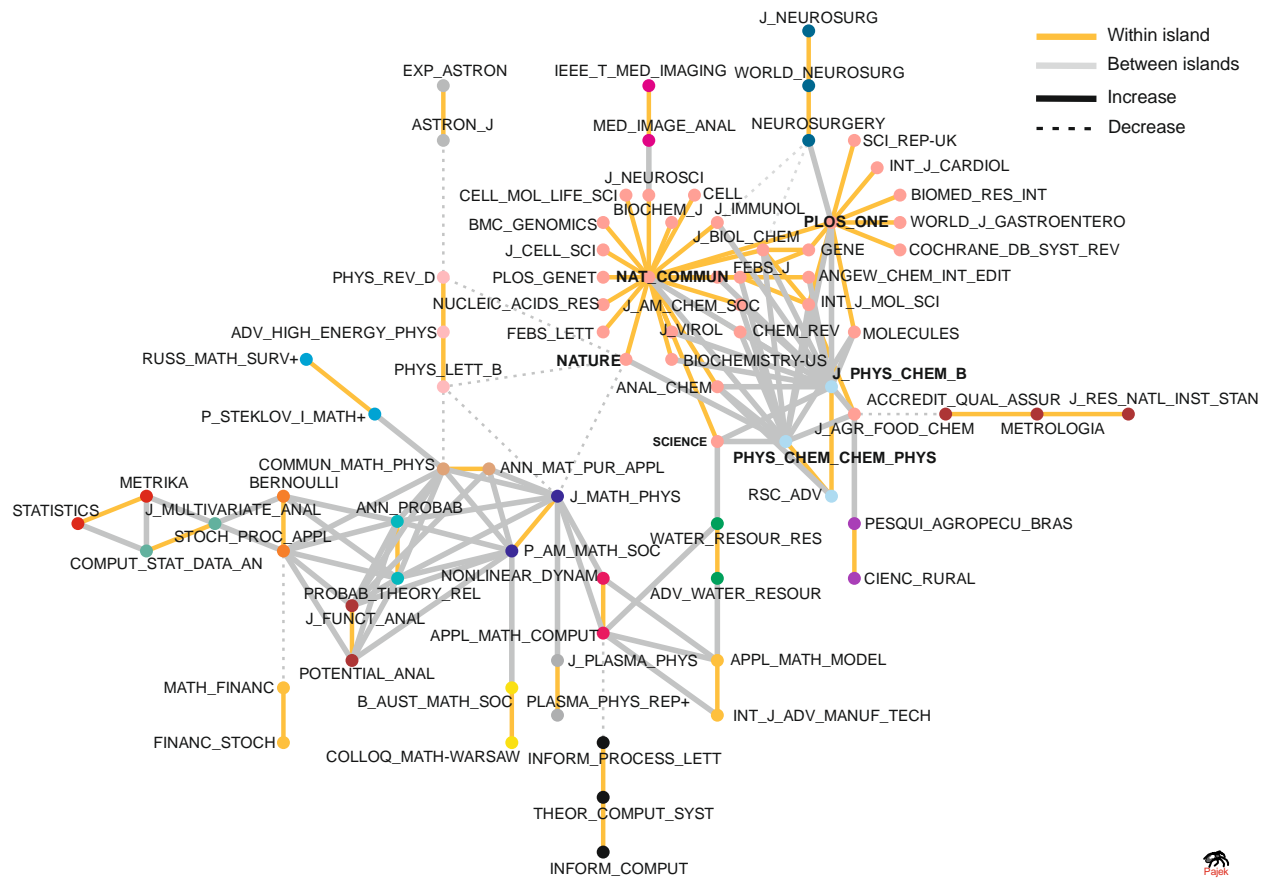 J_NEUROSURG
Within island
Between islands
Increase
Decrease
EXP_ASTRON
IEEE_T_MED_IMAGING
WORLD_NEUROSURG
ASTRON_J
MED_IMAGE_ANAL
NEUROSURGERY
SCI_REP-UK
INT_J_CARDIOL
J_NEUROSCI
CELL_MOL_LIFE_SCI
CELL
BIOMED_RES_INT
BIOCHEM_J
J_IMMUNOL
BMC_GENOMICS
PLOS_ONE
WORLD_J_GASTROENTERO
J_BIOL_CHEM
J_CELL_SCI
GENE
COCHRANE_DB_SYST_REV
FEBS_J
PHYS_REV_D
PLOS_GENET
NAT_COMMUN
ANGEW_CHEM_INT_EDIT
NUCLEIC_ACIDS_RES
J_AM_CHEM_SOC
INT_J_MOL_SCI
ADV_HIGH_ENERGY_PHYS
FEBS_LETT
J_VIROL
CHEM_REV
MOLECULES
RUSS_MATH_SURV+
NATURE
BIOCHEMISTRY-US
PHYS_LETT_B
J_PHYS_CHEM_B
ANAL_CHEM
ACCREDIT_QUAL_ASSUR
J_RES_NATL_INST_STAN
P_STEKLOV_I_MATH+
J_AGR_FOOD_CHEM
METROLOGIA
SCIENCE
PHYS_CHEM_CHEM_PHYS
COMMUN_MATH_PHYS
ANN_MAT_PUR_APPL
METRIKA
BERNOULLI
J_MATH_PHYS
RSC_ADV
STATISTICS
J_MULTIVARIATE_ANAL
ANN_PROBAB
PESQUI_AGROPECU_BRAS
STOCH_PROC_APPL
WATER_RESOUR_RES
COMPUT_STAT_DATA_AN
P_AM_MATH_SOC
NONLINEAR_DYNAM
CIENC_RURAL
PROBAB_THEORY_REL
ADV_WATER_RESOUR
J_FUNCT_ANAL
APPL_MATH_COMPUT
POTENTIAL_ANAL
J_PLASMA_PHYS
APPL_MATH_MODEL
MATH_FINANC
B_AUST_MATH_SOC
PLASMA_PHYS_REP+
INT_J_ADV_MANUF_TECH
FINANC_STOCH
COLLOQ_MATH-WARSAW
INFORM_PROCESS_LETT
THEOR_COMPUT_SYST
INFORM_COMPUT
Pajek